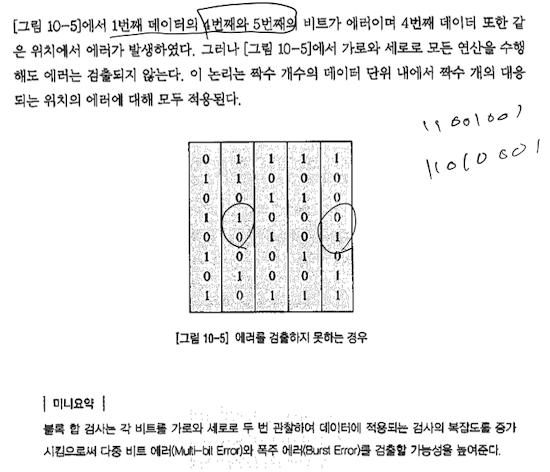 [그림 10-5]에서 1번째 데이터의 4번째와 5번째의 비트가 에러이며 4번째 데이터 또한 같
은 위치에서 에러가 발생하였다. 그러나 [그림 10-5]에서 가로와 세로로 모든 연산을 수행
해도 에러는 검출되지 않는다. 이 논리는 짝수 개수의 데이터 단위 내에서 짝수 개의 대응
되는 위치의 에러에 대해 모두 적용된다.
11001001
11010001
0 1 1 1 1
1 1 0 0 1
1 0 1 0 0
1 1 0 0 0
0 0 1 0 1
1 0 0 1 0
0 1 0 0 1
1 0 1 1 1
[그림 10-5] 에러를 검출하지 못하는 경우
| 미니요약 |
블록 합 검사는 각 비트를 가로와 세로로 두 번 관찰하여 데이터에 적용되는 검사의 복잡도를 증가
시킴으로써 다중 비트 에러(Multi-bit Error)와 폭주 에러(Burst Error)를 검출할 가능성을 높여준다.